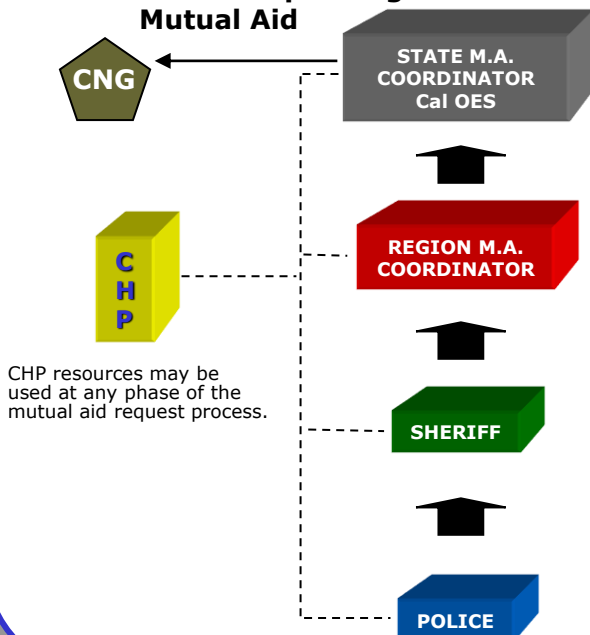 Mutual Aid
CNG
STATE M.A.
COORDINATOR
Cal OES
REGION M.A.
COORDINATOR
C
H
P
CHP resources may be
used at any phase of the
mutual aid request process.
SHERIFF
POLICE